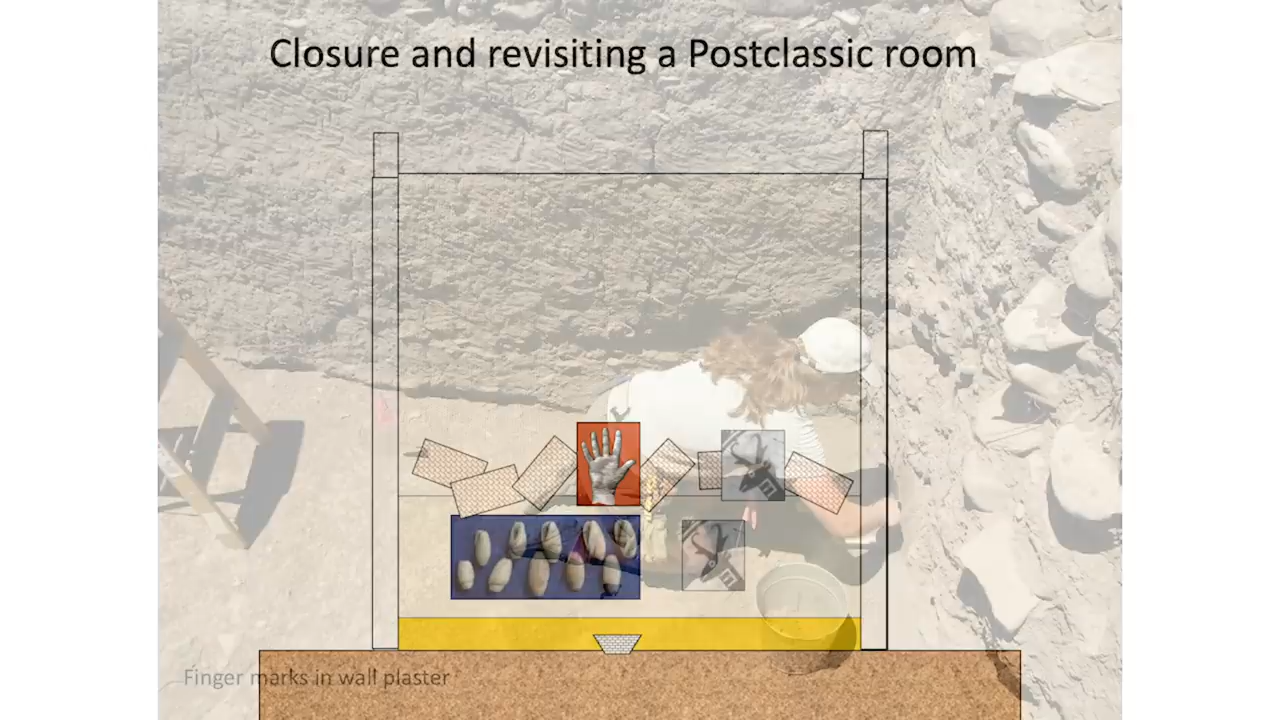 Closure and revisiting a Postclassic room
Finger marks in wall plaster